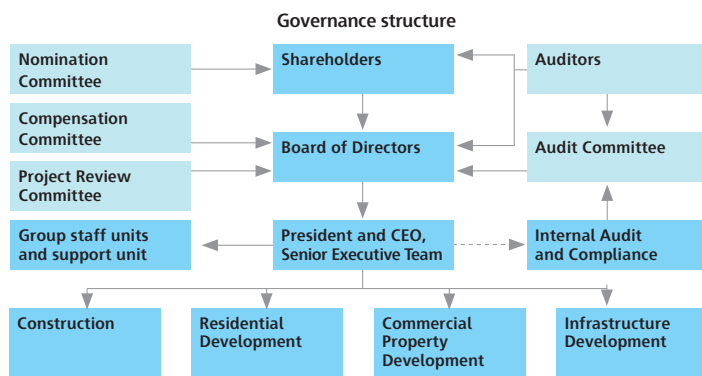 Governance structure
Nomination
Committee
Shareholders
Auditors
Compensation
Committee
Board of Directors
Audit Committee
Project Review
Committee
Group staff units
and support unit
President and CEO,
Senior Executive Team
Internal Audit
and Compliance
Construction
Residential
Development
Commercial
Property
Development
Infrastructure
Development